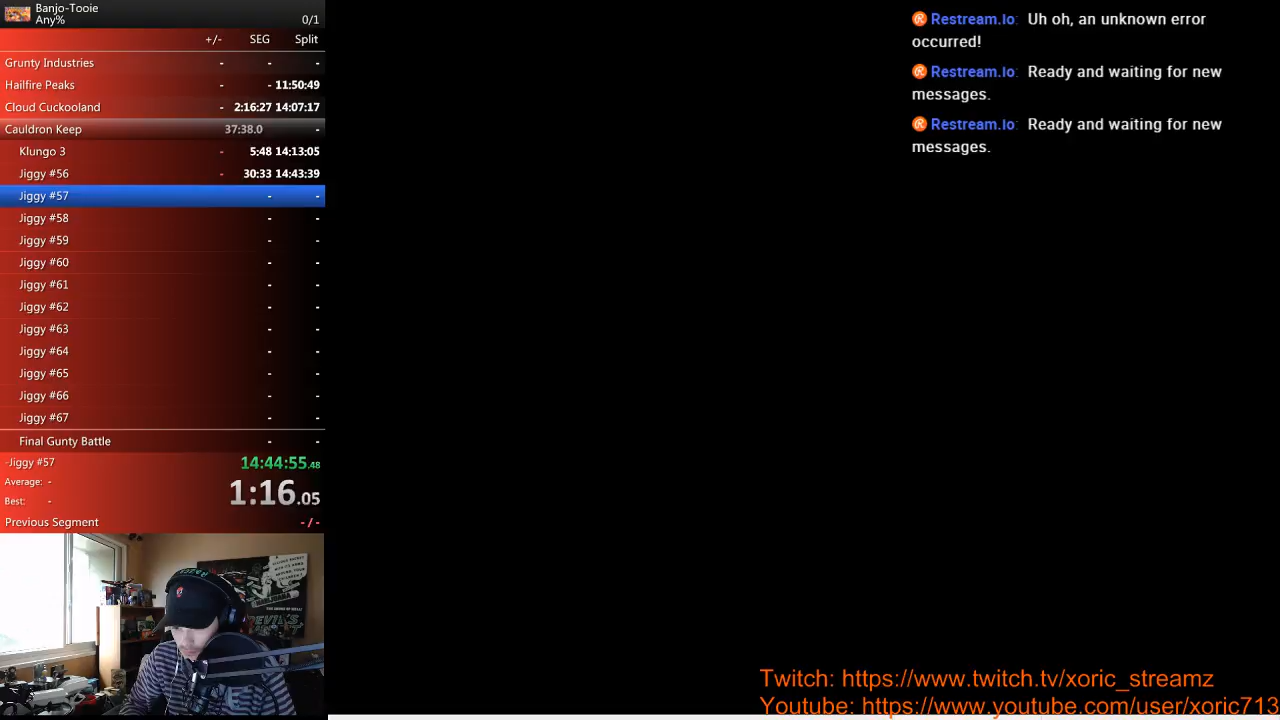 Banjo-Tooie
Any%
0/1
+/- SEG Split
Grunty Industries - - -
Hailfire Peaks - - 11:50:49
Cloud Cuckooland - 2:16:27 14:07:17
Cauldron Keep 37:38.0 -
Klungo 3 - 5:48 14:13:05
Jiggy #56 - 30:33 14:43:39
Jiggy #57 - -
Jiggy #58 - -
Jiggy #59 - -
Jiggy #60 - -
Jiggy #61 - -
Jiggy #62 - -
Jiggy #63 - -
Jiggy #64 - -
Jiggy #65 - -
Jiggy #66 - -
Jiggy #67 - -
Final Gunty Battle - -
-Jiggy #57 14:44:55.48
Average: -
1:16.05
Best: -
Previous Segment - / -
Restream.io: Uh oh, an unknown error
occurred!
Restream.io: Ready and waiting for new
messages.
Restream.io: Ready and waiting for new
messages.
Twitch: https://www.twitch.tv/xoric_streamz
Youtube: https://www.youtube.com/user/xoric713